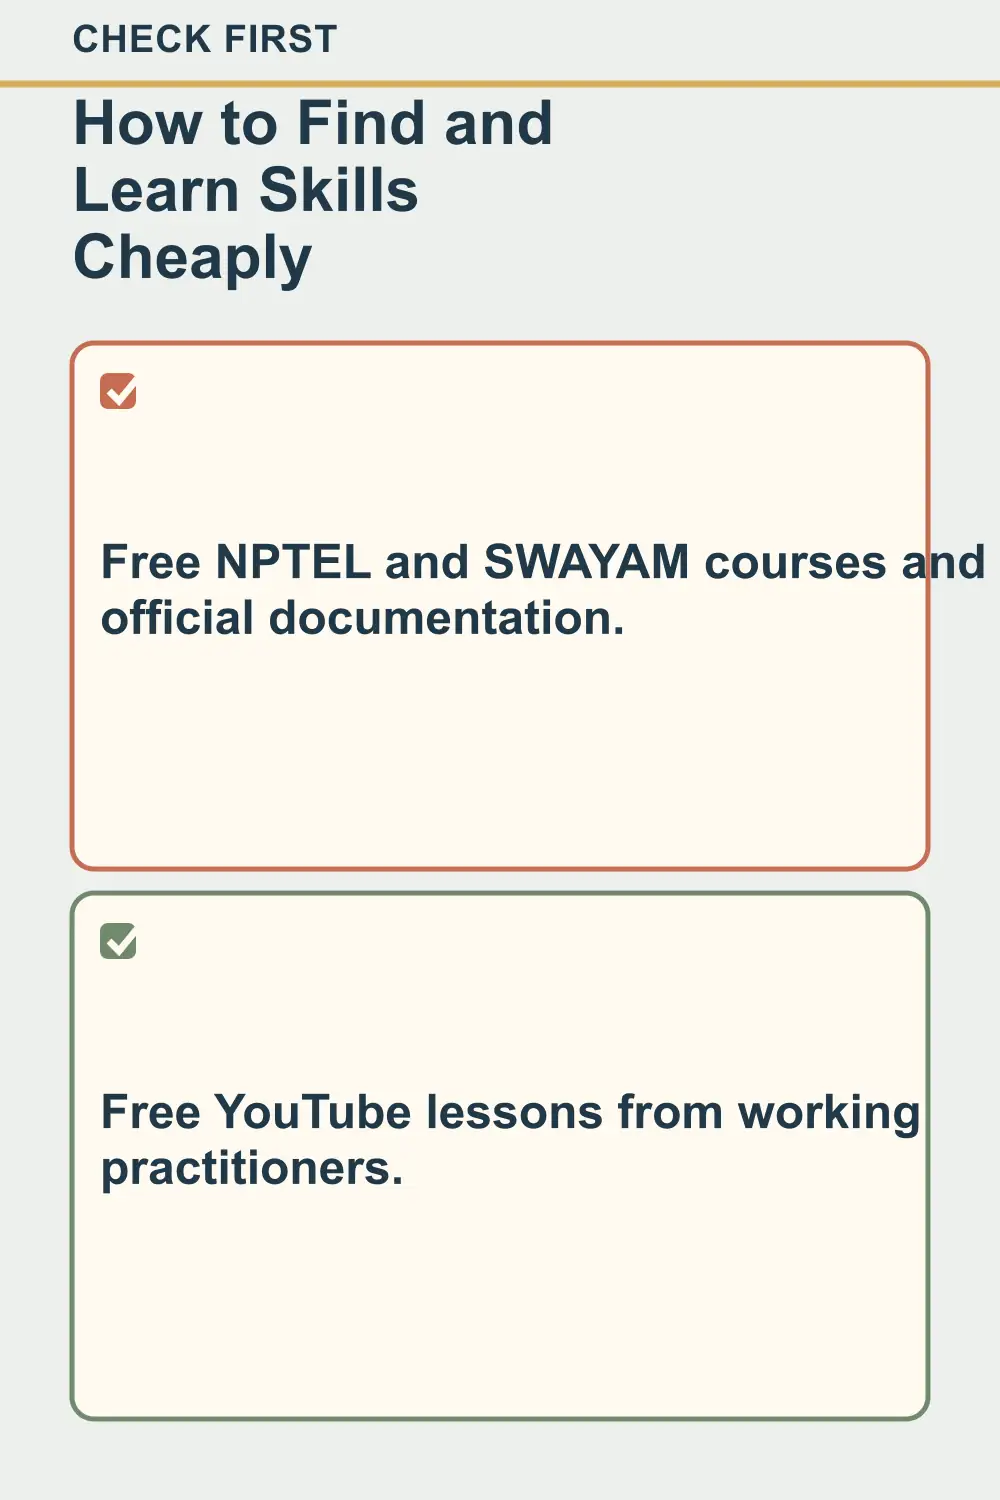 CHECK FIRST
How to Find and
Learn Skills
Cheaply
Free NPTEL and SWAYAM courses and
official documentation.
Free YouTube lessons from working
practitioners.